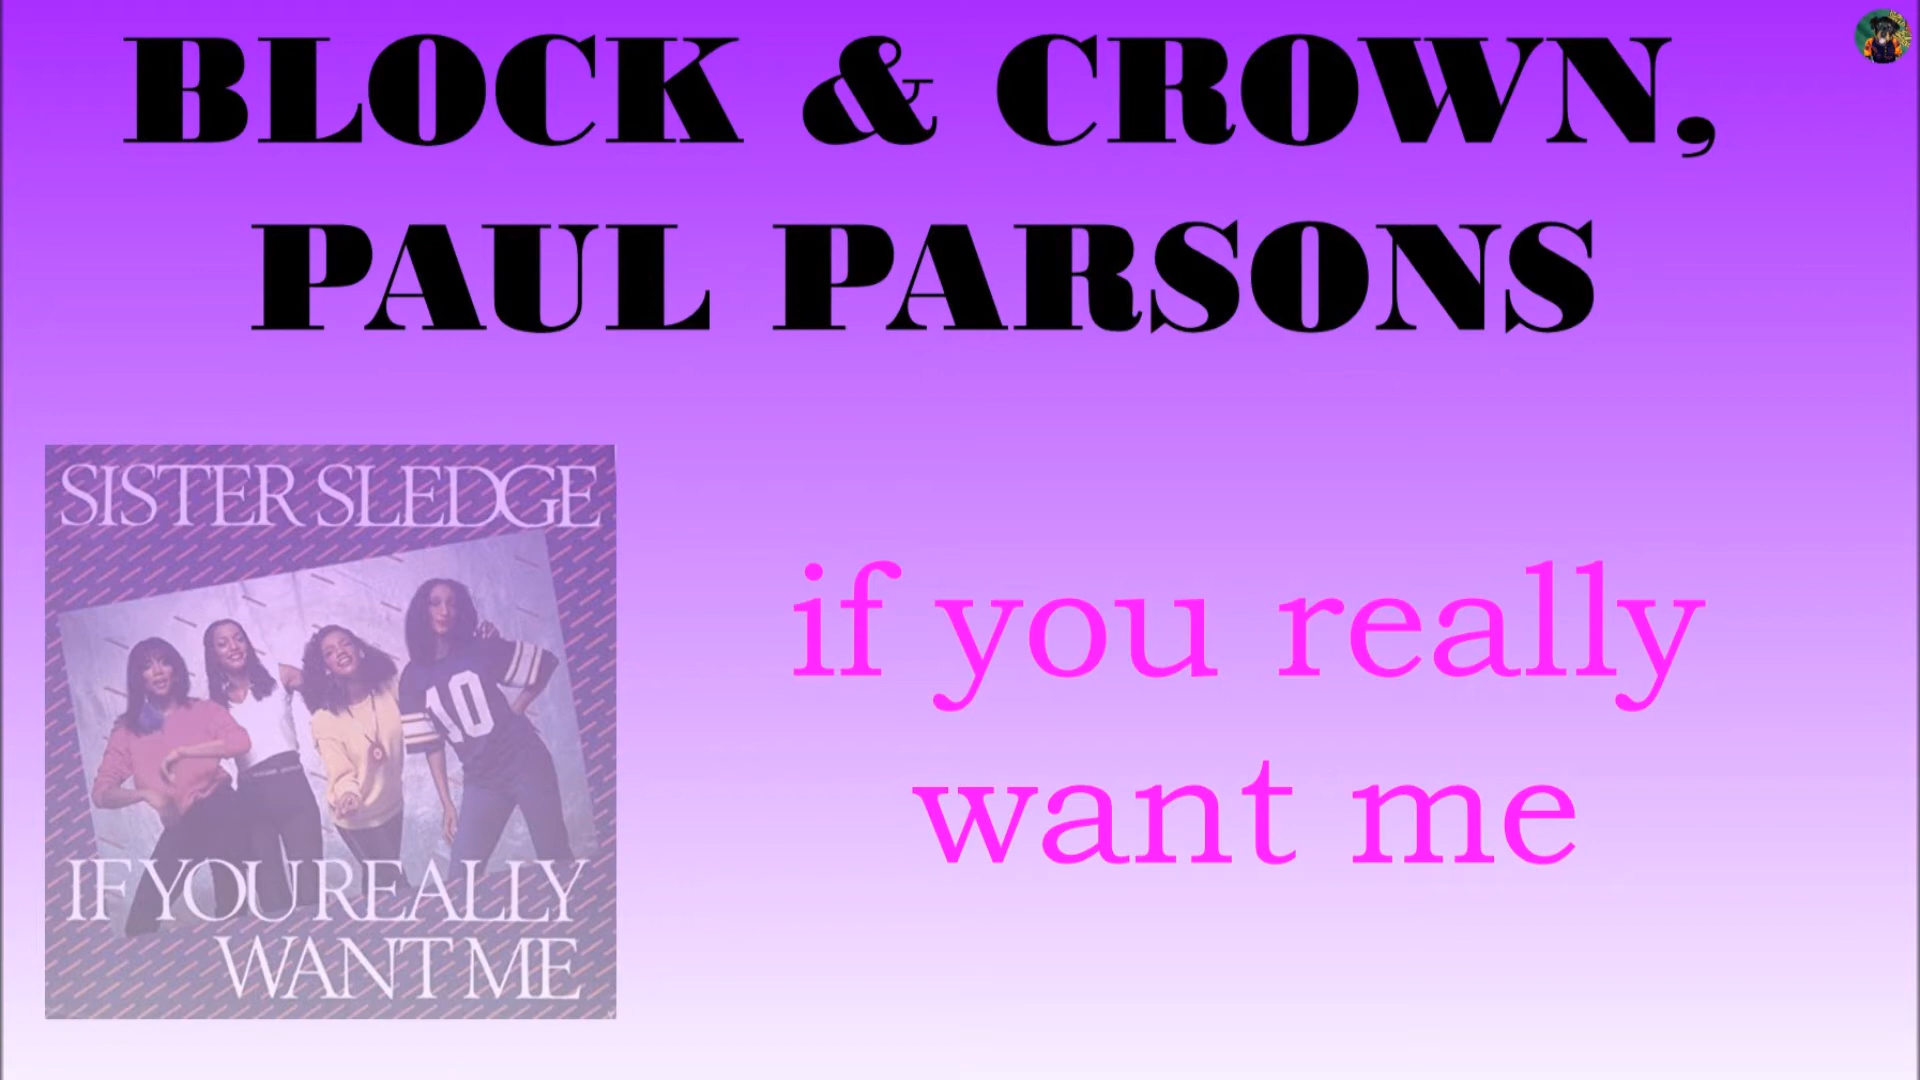 BLOCK & CROWN,
PAUL PARSONS
SISTER SLEDGE
10
IF YOU REALLY
WANT ME
if you really
want me